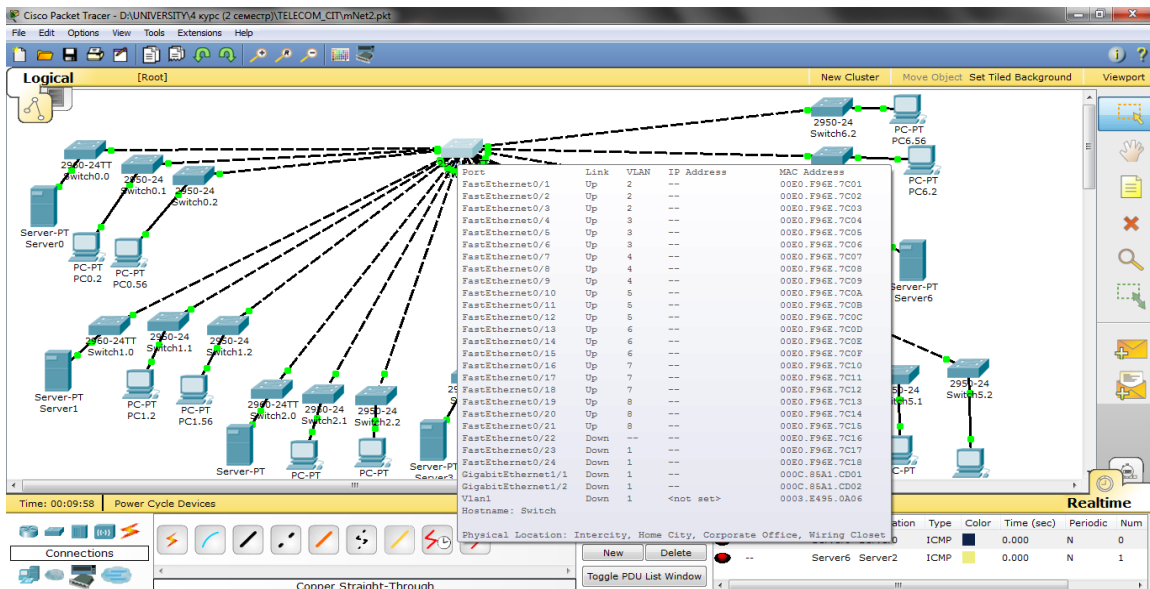 Cisco Packet Tracer - D:\UNIVERSITY\4 курс (2 семестр)\TELECOM_CIT\mNet2.pkt
File Edit Options View Tools Extensions Help
Logical [Root] New Cluster Move Object Set Tiled Background Viewport
2950-24
Switch6.2
PC-PT
PC6.56
2960-24TT
Switch0.0
2950-24
Switch0.1
2950-24
Switch0.2
PC-PT
PC6.2
Server-PT
Server0
PC-PT
PC0.2
PC-PT
PC0.56
Server-PT
Server6
2960-24TT
Switch1.0
2950-24
Switch1.1
2950-24
Switch1.2
Server-PT
Server1
PC-PT
PC1.2
PC-PT
PC1.56
2960-24TT
Switch2.0
2950-24
Switch2.1
2950-24
Switch2.2
2950-24
Switch5.2
Server-PT
PC-PT
PC-PT
Server-PT
Server3
PC-PT
Port Link VLAN IP Address MAC Address
FastEthernet0/1 Up 2 -- 00E0.F96E.7C01
FastEthernet0/2 Up 2 -- 00E0.F96E.7C02
FastEthernet0/3 Up 2 -- 00E0.F96E.7C03
FastEthernet0/4 Up 3 -- 00E0.F96E.7C04
FastEthernet0/5 Up 3 -- 00E0.F96E.7C05
FastEthernet0/6 Up 3 -- 00E0.F96E.7C06
FastEthernet0/7 Up 4 -- 00E0.F96E.7C07
FastEthernet0/8 Up 4 -- 00E0.F96E.7C08
FastEthernet0/9 Up 4 -- 00E0.F96E.7C09
FastEthernet0/10 Up 5 -- 00E0.F96E.7C0A
FastEthernet0/11 Up 5 -- 00E0.F96E.7C0B
FastEthernet0/12 Up 5 -- 00E0.F96E.7C0C
FastEthernet0/13 Up 6 -- 00E0.F96E.7C0D
FastEthernet0/14 Up 6 -- 00E0.F96E.7C0E
FastEthernet0/15 Up 6 -- 00E0.F96E.7C0F
FastEthernet0/16 Up 7 -- 00E0.F96E.7C10
FastEthernet0/17 Up 7 -- 00E0.F96E.7C11
FastEthernet0/18 Up 7 -- 00E0.F96E.7C12
FastEthernet0/19 Up 8 -- 00E0.F96E.7C13
FastEthernet0/20 Up 8 -- 00E0.F96E.7C14
FastEthernet0/21 Up 8 -- 00E0.F96E.7C15
FastEthernet0/22 Down -- -- 00E0.F96E.7C16
FastEthernet0/23 Down 1 -- 00E0.F96E.7C17
FastEthernet0/24 Down 1 -- 00E0.F96E.7C18
GigabitEthernet1/1 Down 1 -- 000C.85A1.CD01
GigabitEthernet1/2 Down 1 -- 000C.85A1.CD02
Vlan1 Down 1 <not set> 0003.E495.0A06
Hostname: Switch
Physical Location: Intercity, Home City, Corporate Office, Wiring Closet
Time: 00:09:58 Power Cycle Devices Realtime
Connections
Copper Straight-Through
New Delete
Toggle PDU List Window
Type Color Time (sec) Periodic Num
ICMP 0.000 N 0
-- Server6 Server2 ICMP 0.000 N 1